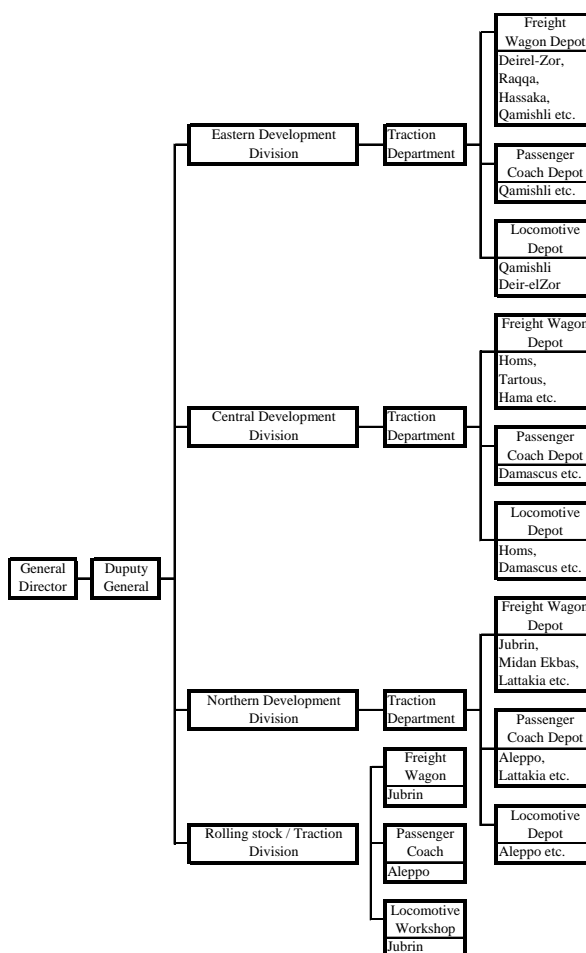 Freight
Wagon Depot
Deirel-Zor,
Raqqa,
Hassaka,
Qamishli etc.
Eastern Development
Division
Traction
Department
Passenger
Coach Depot
Qamishli etc.
Locomotive
Depot
Qamishli
Deir-elZor
Freight Wagon
Depot
Homs,
Tartous,
Hama etc.
Central Development
Division
Traction
Department
Passenger
Coach Depot
Damascus etc.
Locomotive
Depot
Homs,
Damascus etc.
General
Director
Duputy
General
Freight Wagon
Depot
Jubrin,
Midan Ekbas,
Lattakia etc.
Northern Development
Division
Traction
Department
Passenger
Coach Depot
Aleppo,
Lattakia etc.
Locomotive
Depot
Aleppo etc.
Rolling stock / Traction
Division
Freight
Wagon
Jubrin
Passenger
Coach
Aleppo
Locomotive
Workshop
Jubrin